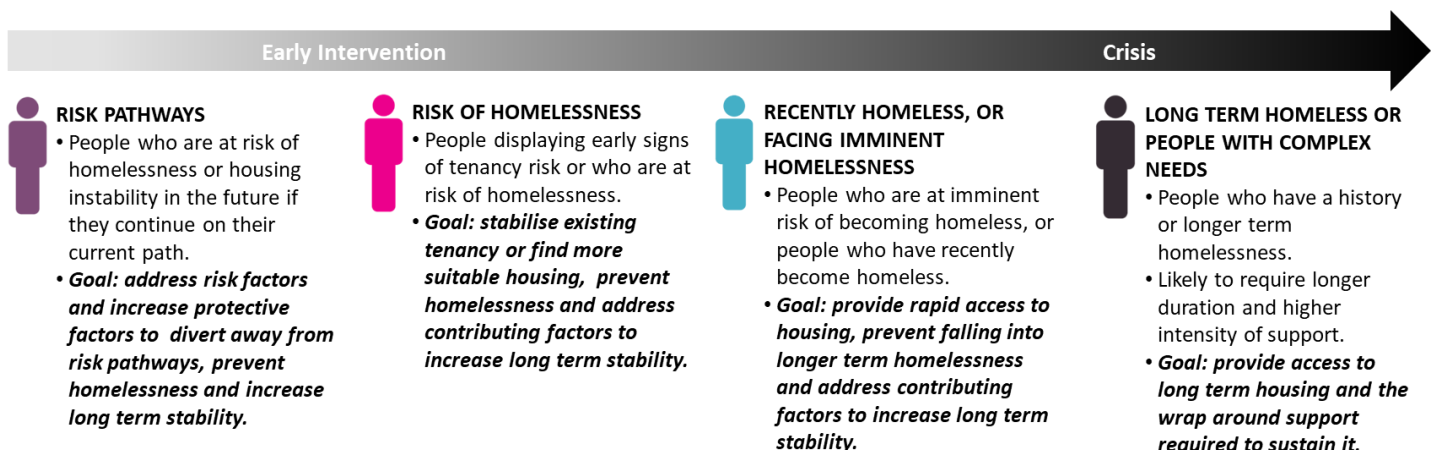 Early Intervention
Crisis
RISK PATHWAYS
• People who are at risk of
homelessness or housing
instability in the future if
they continue on their
current path.
• Goal: address risk factors
and increase protective
factors to divert away from
risk pathways, prevent
homelessness and increase
long term stability.
RISK OF HOMELESSNESS
• People displaying early signs
of tenancy risk or who are at
risk of homelessness.
• Goal: stabilise existing
tenancy or find more
suitable housing, prevent
homelessness and address
contributing factors to
increase long term stability.
RECENTLY HOMELESS, OR
FACING IMMINENT
HOMELESSNESS
• People who are at imminent
risk of becoming homeless, or
people who have recently
become homeless.
• Goal: provide rapid access to
housing, prevent falling into
longer term homelessness
and address contributing
factors to increase long term
stability.
LONG TERM HOMELESS OR
PEOPLE WITH COMPLEX
NEEDS
• People who have a history
or longer term
homelessness.
• Likely to require longer
duration and higher
intensity of support.
• Goal: provide access to
long term housing and the
wrap around support
required to sustain it.